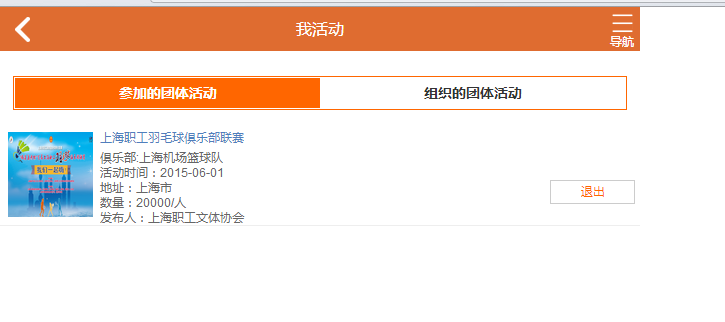 我活动
导航
参加的团体活动
组织的团体活动
上海职工羽毛球俱乐部联赛
俱乐部:上海机场篮球队
活动时间：2015-06-01
地址：上海市
数量：20000/人
发布人：上海职工文体协会
退出